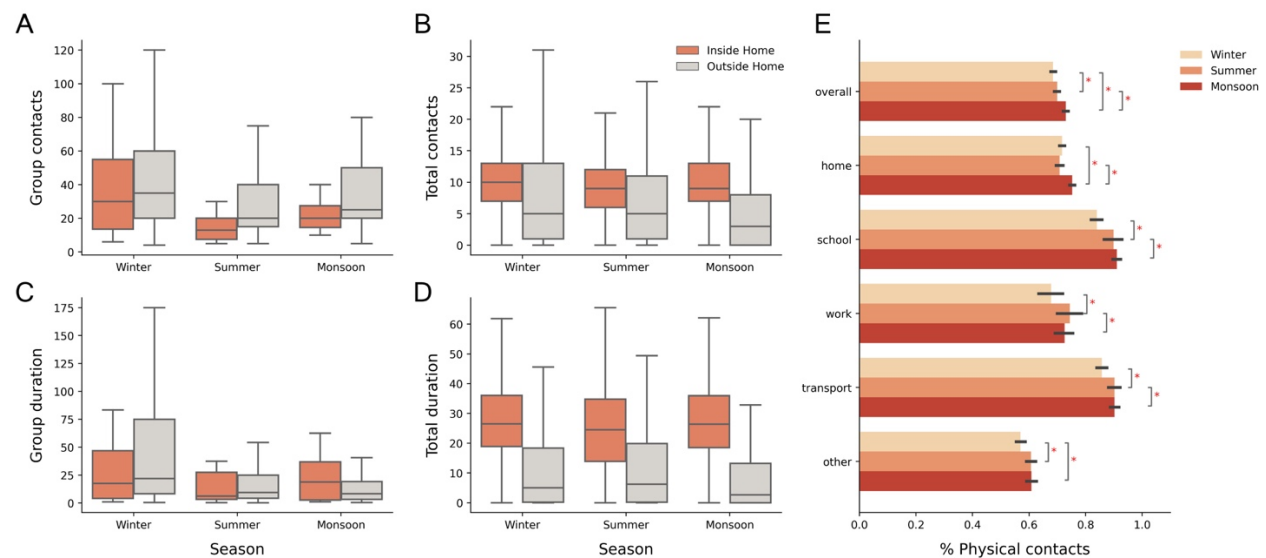 A
Group contacts
120
100
80
60
40
20
0
Winter
Summer
Monsoon
B
Total contacts
30
25
20
15
10
5
0
Inside Home
Outside Home
Winter
Summer
Monsoon
C
Group duration
175
150
125
100
75
50
25
0
Winter
Summer
Monsoon
Season
D
Total duration
60
50
40
30
20
10
0
Winter
Summer
Monsoon
Season
E
Winter
Summer
Monsoon
overall
* * *
home
* *
school
* *
work
* *
transport
* *
other
* *
0.0
0.2
0.4
0.6
0.8
1.0
% Physical contacts